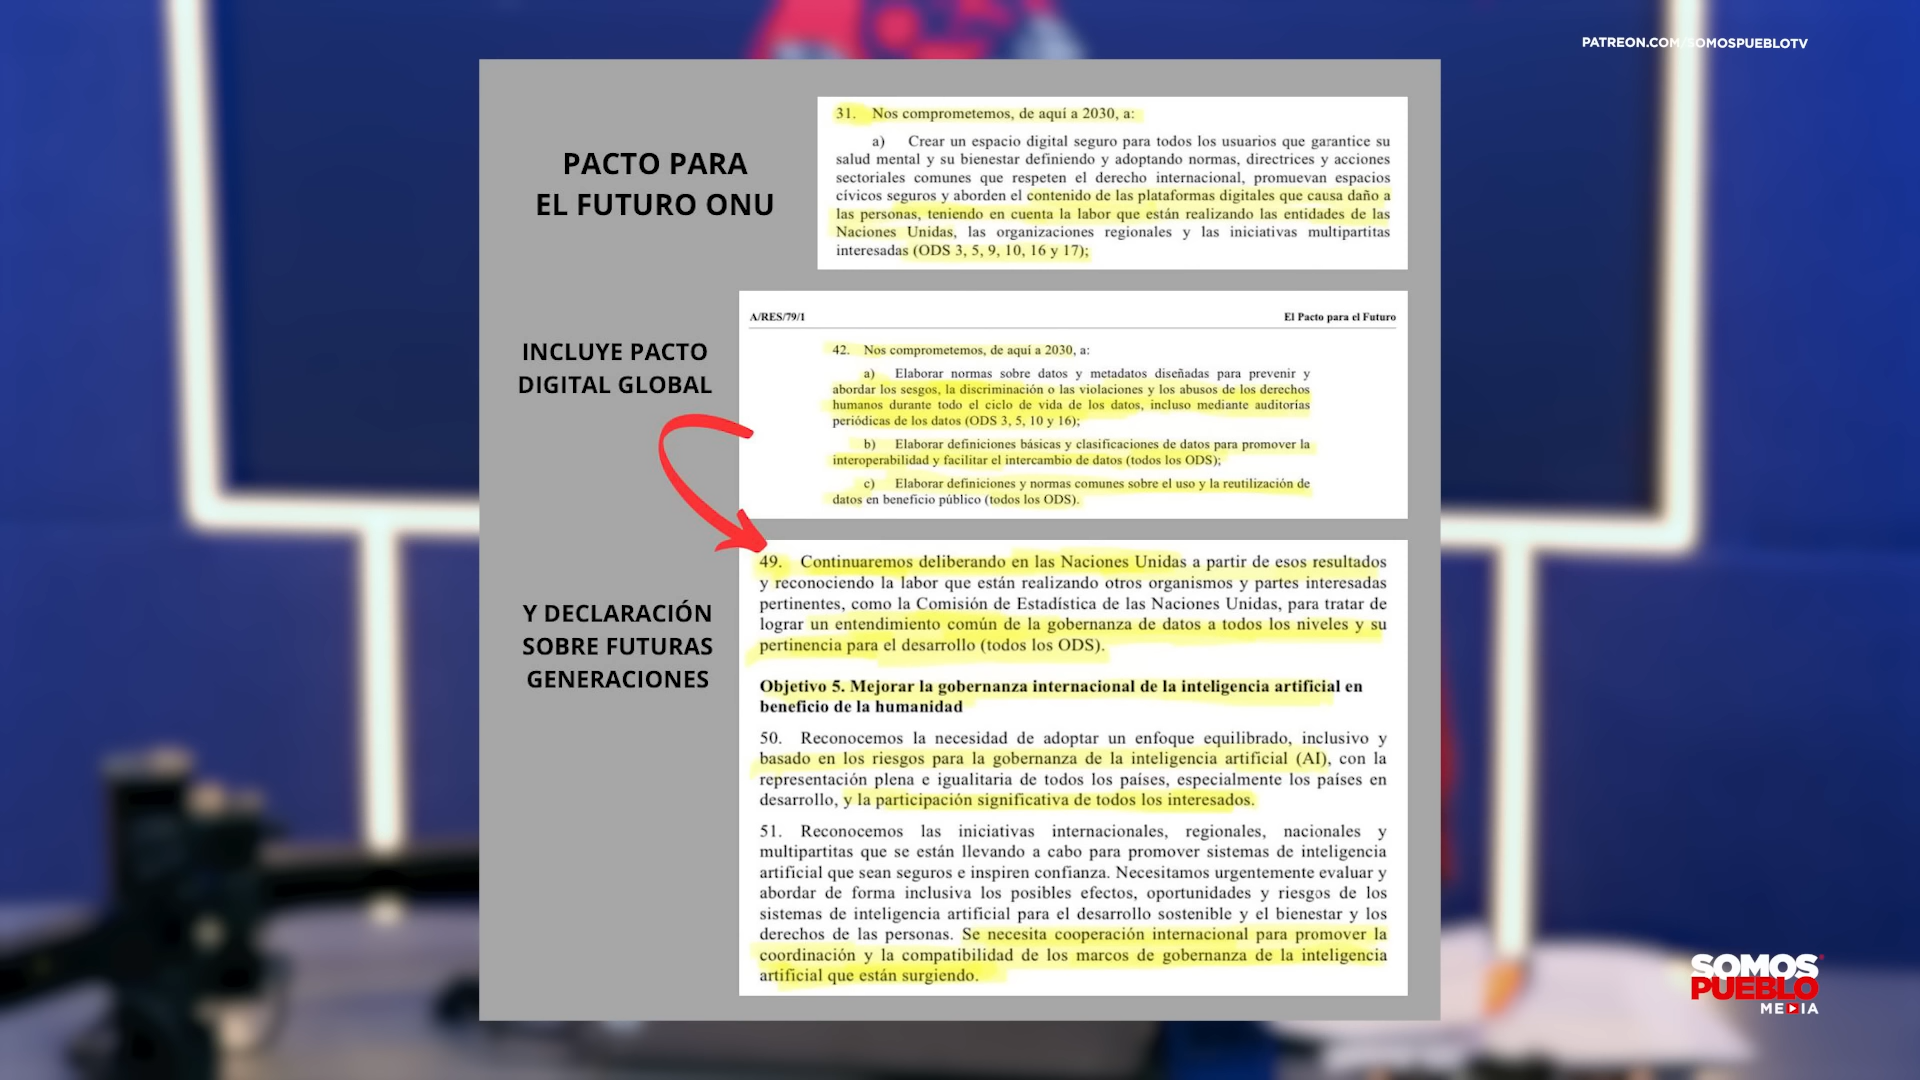 PATREON.COM/SOMOSPUEBLOTV
PACTO PARA
EL FUTURO ONU
31. Nos comprometemos, de aquí a 2030, a:
a) Crear un espacio digital seguro para todos los usuarios que garantice su
salud mental y su bienestar definiendo y adoptando normas, directrices y acciones
sectoriales comunes que respeten el derecho internacional, promuevan espacios
cívicos seguros y aborden el contenido de las plataformas digitales que causa daño a
las personas, teniendo en cuenta la labor que están realizando las entidades de las
Naciones Unidas, las organizaciones regionales y las iniciativas multipartitas
interesadas (ODS 3, 5, 9, 10, 16 y 17);
INCLUYE PACTO
DIGITAL GLOBAL
A/RES/79/1 El Pacto para el Futuro
42. Nos comprometemos, de aquí a 2030, a:
a) Elaborar normas sobre datos y metadatos diseñadas para prevenir y
abordar los sesgos, la discriminación o las violaciones y los abusos de los derechos
humanos durante todo el ciclo de vida de los datos, incluso mediante auditorías
periódicas de los datos (ODS 3, 5, 10 y 16);
b) Elaborar definiciones básicas y clasificaciones de datos para promover la
interoperabilidad y facilitar el intercambio de datos (todos los ODS);
c) Elaborar definiciones y normas comunes sobre el uso y la reutilización de
datos en beneficio público (todos los ODS).
Y DECLARACIÓN
SOBRE FUTURAS
GENERACIONES
49. Continuaremos deliberando en las Naciones Unidas a partir de esos resultados
y reconociendo la labor que están realizando otros organismos y partes interesadas
pertinentes, como la Comisión de Estadística de las Naciones Unidas, para tratar de
lograr un entendimiento común de la gobernanza de datos a todos los niveles y su
pertinencia para el desarrollo (todos los ODS).
Objetivo 5. Mejorar la gobernanza internacional de la inteligencia artificial en
beneficio de la humanidad
50. Reconocemos la necesidad de adoptar un enfoque equilibrado, inclusivo y
basado en los riesgos para la gobernanza de la inteligencia artificial (AI), con la
representación plena e igualitaria de todos los países, especialmente los países en
desarrollo, y la participación significativa de todos los interesados.
51. Reconocemos las iniciativas internacionales, regionales, nacionales y
multipartitas que se están llevando a cabo para promover sistemas de inteligencia
artificial que sean seguros e inspiren confianza. Necesitamos urgentemente evaluar y
abordar de forma inclusiva los posibles efectos, oportunidades y riesgos de los
sistemas de inteligencia artificial para el desarrollo sostenible y el bienestar y los
derechos de las personas. Se necesita cooperación internacional para promover la
coordinación y la compatibilidad de los marcos de gobernanza de la inteligencia
artificial que están surgiendo.
SOMOS
PUEBLO
MEDIA